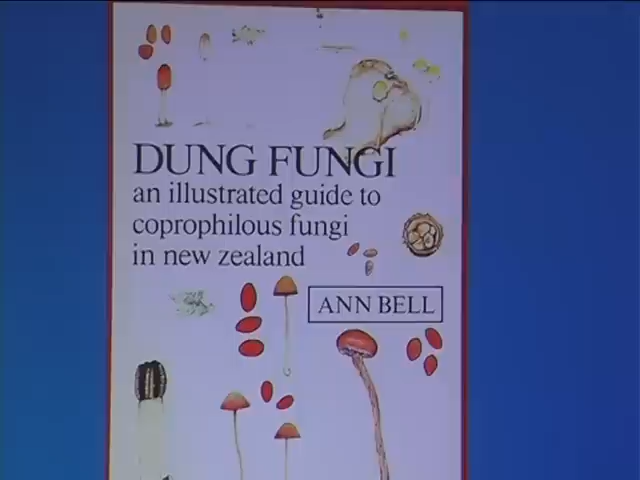 DUNG FUNGI
an illustrated guide to
coprophilous fungi
in new zealand
ANN BELL